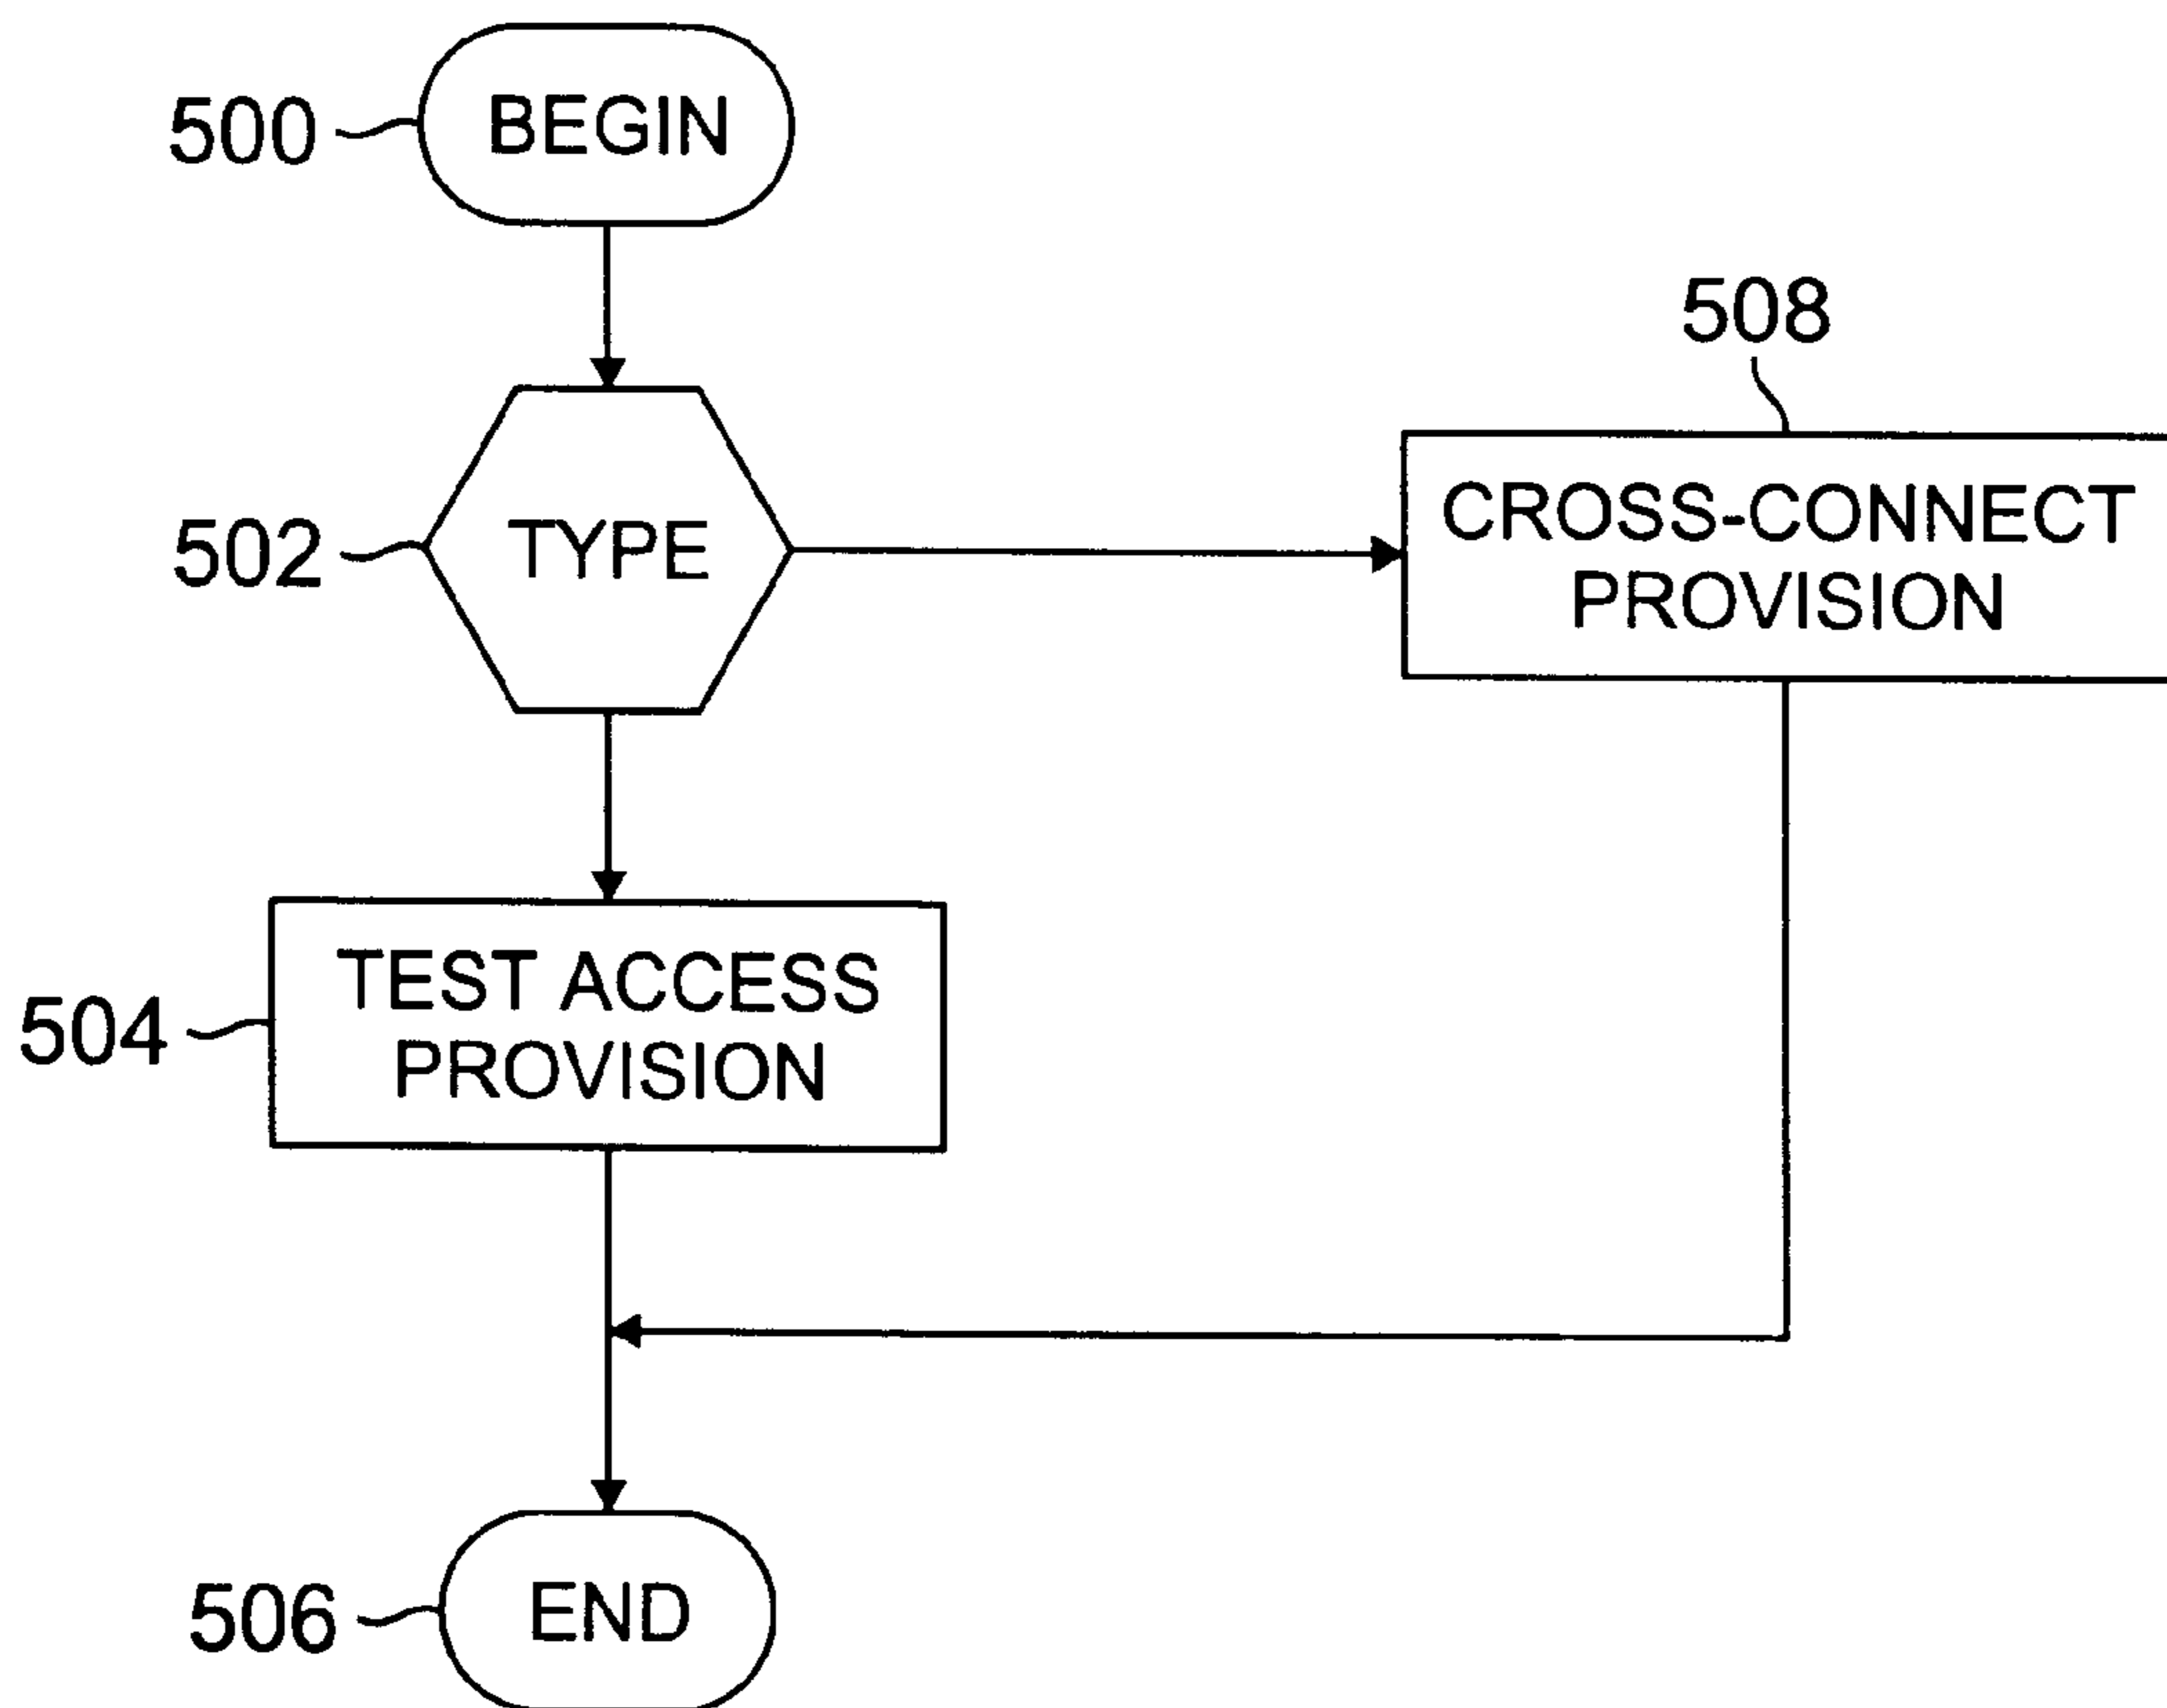 500
BEGIN
508
502
TYPE
CROSS-CONNECT
PROVISION
504
TEST ACCESS
PROVISION
506
END